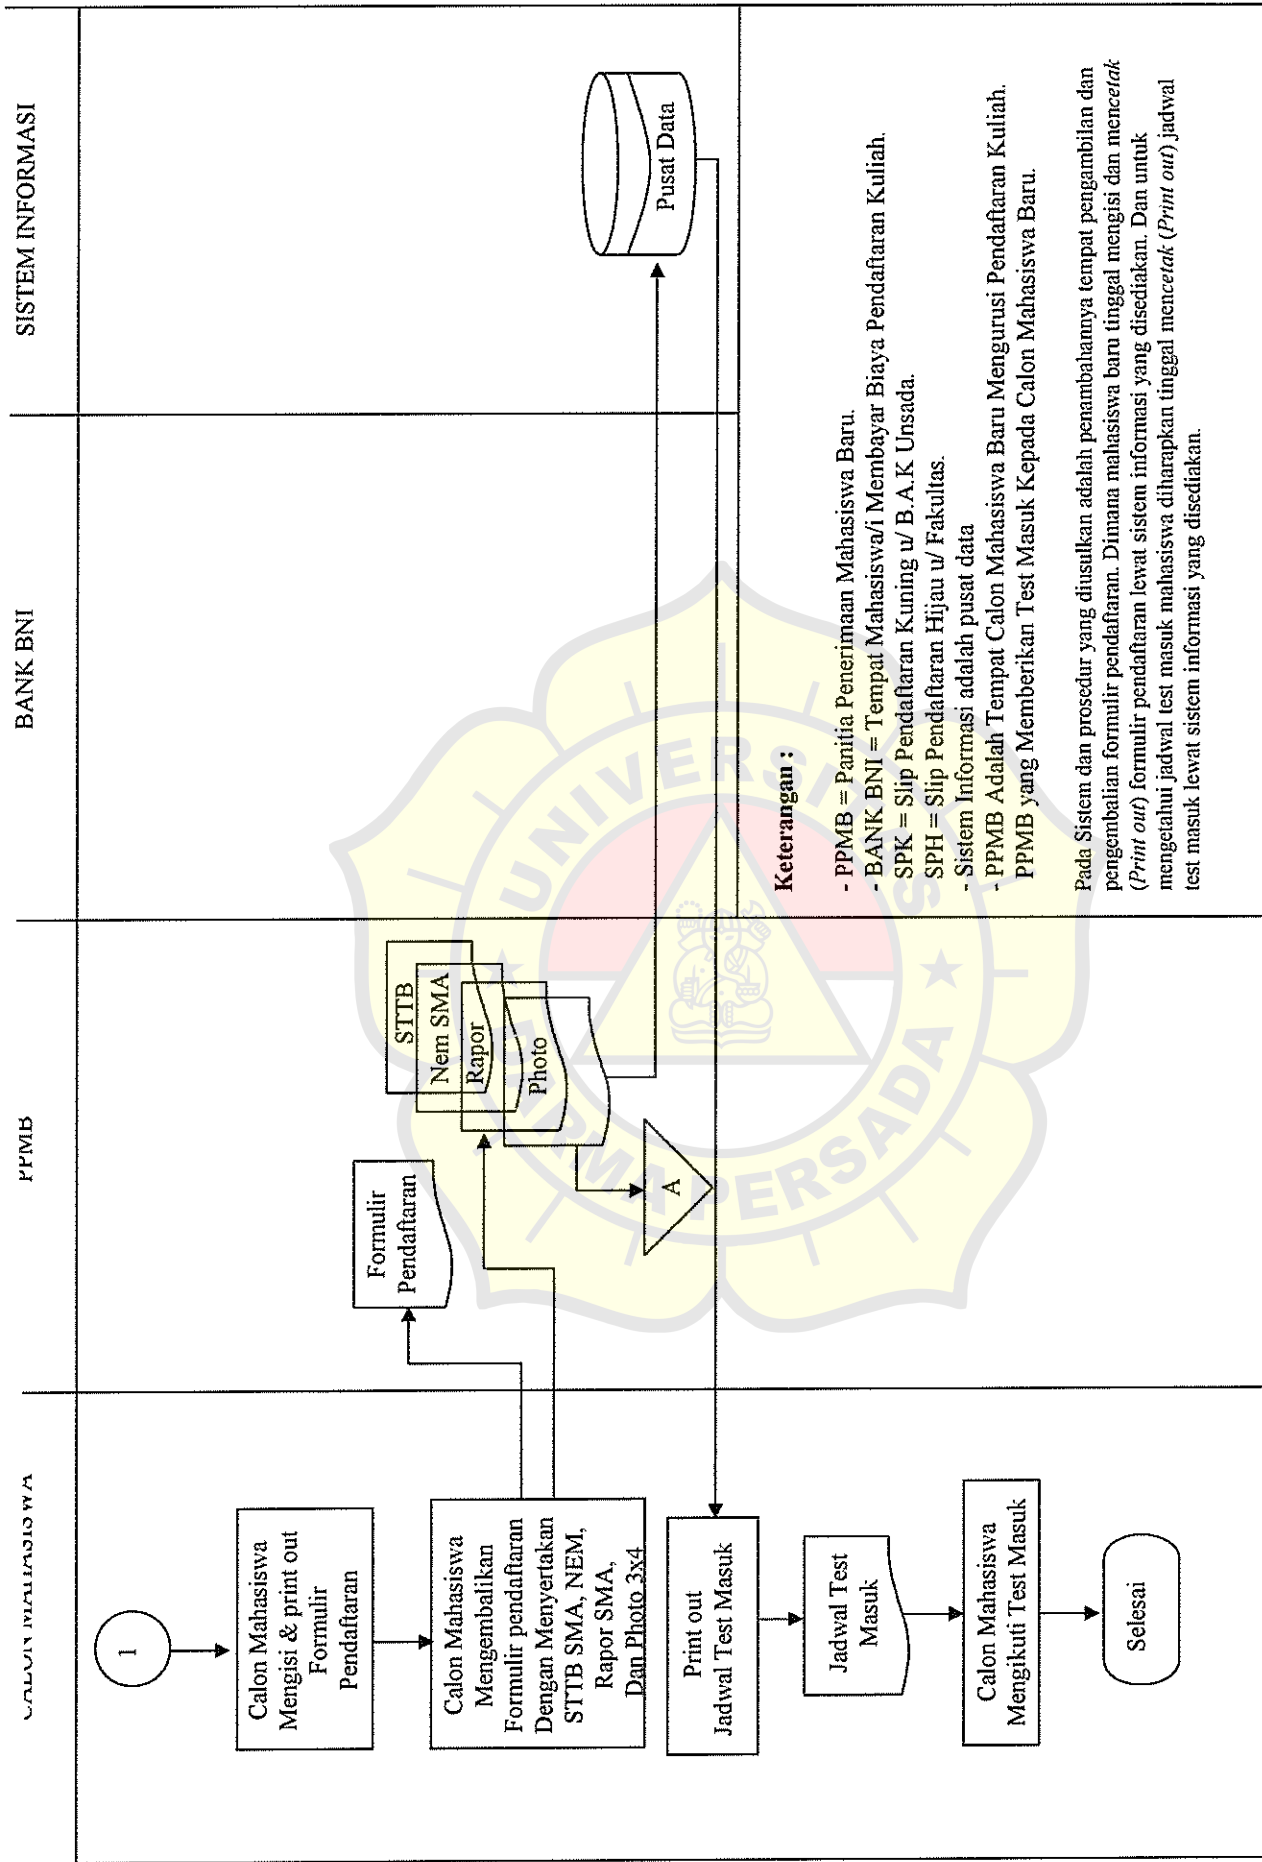 CALON MAHASISWA
PPMB
BANK BNI
SISTEM INFORMASI
1
Calon Mahasiswa
Mengisi & print out
Formulir
Pendaftaran
Calon Mahasiswa
Mengembalikan
Formulir pendaftaran
Dengan Menyertakan
STTB SMA, NEM,
Rapor SMA,
Dan Photo 3x4
Formulir
Pendaftaran
STTB
Nem SMA
Rapor
Photo
A
Pusat Data
Print out
Jadwal Test Masuk
Jadwal Test
Masuk
Calon Mahasiswa
Mengikuti Test Masuk
Selesai
Keterangan :
- PPMB = Panitia Penerimaan Mahasiswa Baru.
- BANK BNI = Tempat Mahasiswa/i Membayar Biaya Pendaftaran Kuliah.
SPK = Slip Pendaftaran Kuning u/ B.A.K Unsada.
SPH = Slip Pendaftaran Hijau u/ Fakultas.
- Sistem Informasi adalah pusat data
- PPMB Adalah Tempat Calon Mahasiswa Baru Mengurusi Pendaftaran Kuliah.
PPMB yang Memberikan Test Masuk Kepada Calon Mahasiswa Baru.
Pada Sistem dan prosedur yang diusulkan adalah penambahannya tempat pengambilan dan
pengembalian formulir pendaftaran. Dimana mahasiswa baru tinggal mengisi dan mencetak
(Print out) formulir pendaftaran lewat sistem informasi yang disediakan. Dan untuk
mengetahui jadwal test masuk mahasiswa diharapkan tinggal mencetak (Print out) jadwal
test masuk lewat sistem informasi yang disediakan.
UNIVERSITAS
DARMA PERSADA